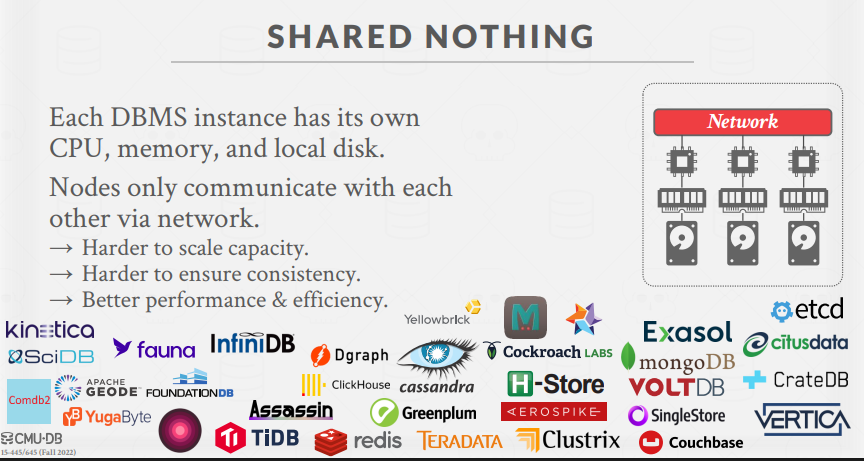 SHARED NOTHING
Each DBMS instance has its own
CPU, memory, and local disk.
Nodes only communicate with each
other via network.
→ Harder to scale capacity.
→ Harder to ensure consistency.
→ Better performance & efficiency.
Network
Yellowbrick
M
etcd
kinetica
SciDB
fauna
InfiniDB
Dgraph
cassandra
Cockroach LABS
Exasol
mongoDB
citusdata
Comdb2
APACHE
GEODE
FOUNDATIONDB
ClickHouse
H-Store
H
VOLTDB
CrateDB
YugaByte
Assassin
Greenplum
AEROSPIKE
SingleStore
VERTICA
TiDB
redis
TERADATA
Clustrix
Couchbase
CMU·DB
15-445/645 (Fall 2022)